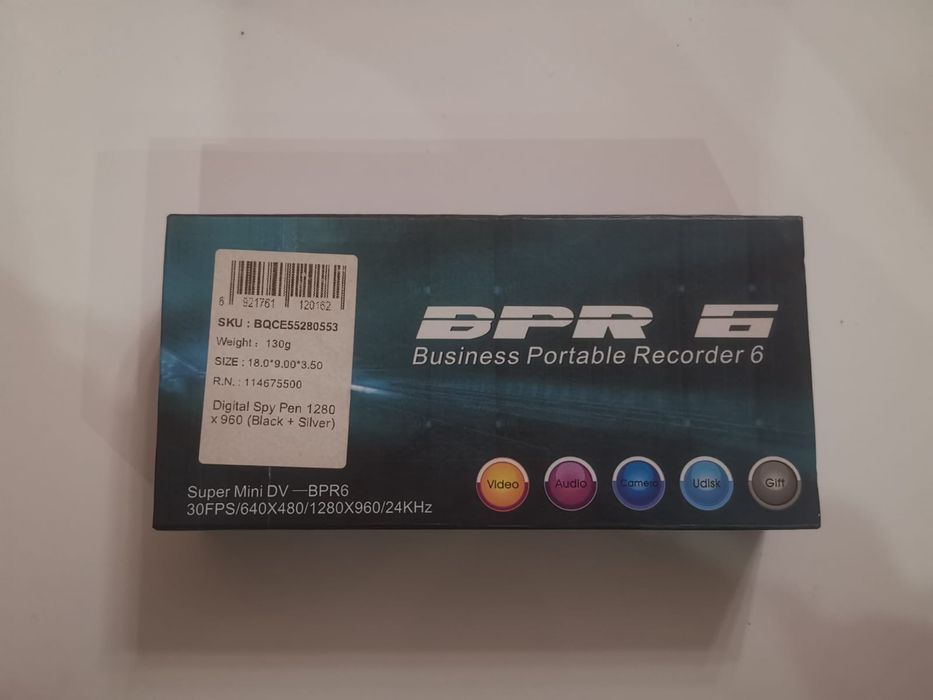 6 921761 120162
SKU : BQCE55280553
Weight : 130g
SIZE : 18.0*9.00*3.50
R.N. : 114675500
Digital Spy Pen 1280
x 960 (Black + Silver)
BPR 6
Business Portable Recorder 6
Super Mini DV —BPR6
30FPS/640X480/1280X960/24KHz
Video Audio Camera Udisk Gift